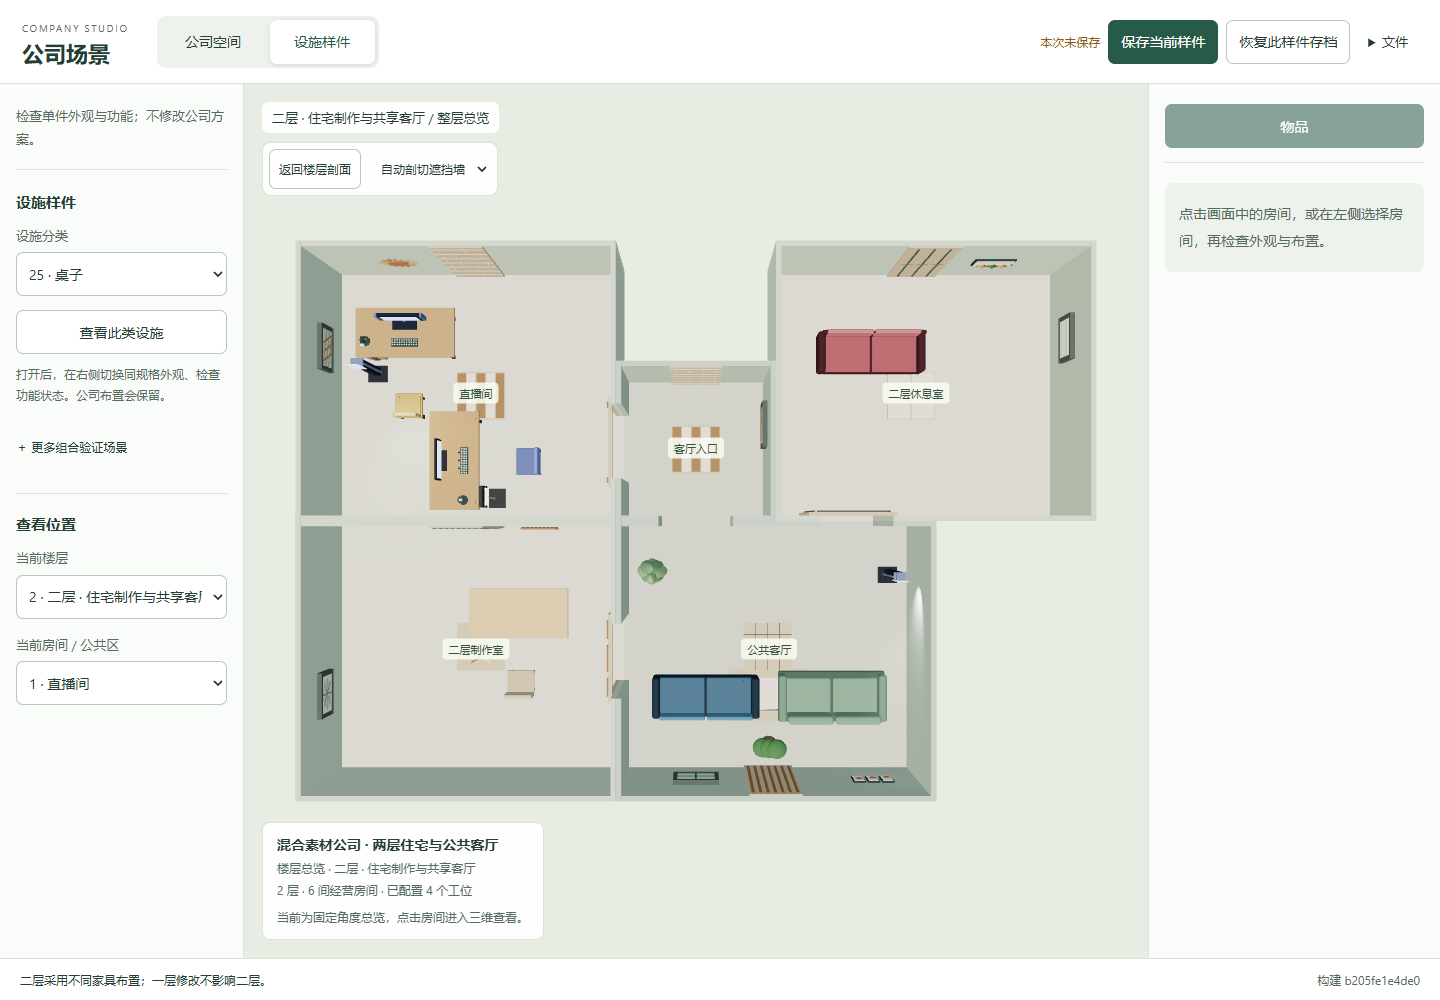 COMPANY STUDIO
公司场景
公司空间
设施样件
本次未保存
保存当前样件
恢复此样件存档
▶ 文件
检查单件外观与功能；不修改公司方
案。
设施样件
设施分类
25 · 桌子
查看此类设施
打开后，在右侧切换同规格外观、检查
功能状态。公司布置会保留。
+ 更多组合验证场景
查看位置
当前楼层
2 · 二层 · 住宅制作与共享客厅
当前房间 / 公共区
1 · 直播间
二层 · 住宅制作与共享客厅 / 整层总览
返回楼层剖面
自动剖切遮挡墙
直播间
二层休息室
客厅入口
二层制作室
公共客厅
混合素材公司 · 两层住宅与公共客厅
楼层总览 · 二层 · 住宅制作与共享客厅
2 层 · 6 间经营房间 · 已配置 4 个工位
当前为固定角度总览，点击房间进入三维查看。
物品
点击画面中的房间，或在左侧选择房
间，再检查外观与布置。
二层采用不同家具布置；一层修改不影响二层。
构建 b205fe1e4de0